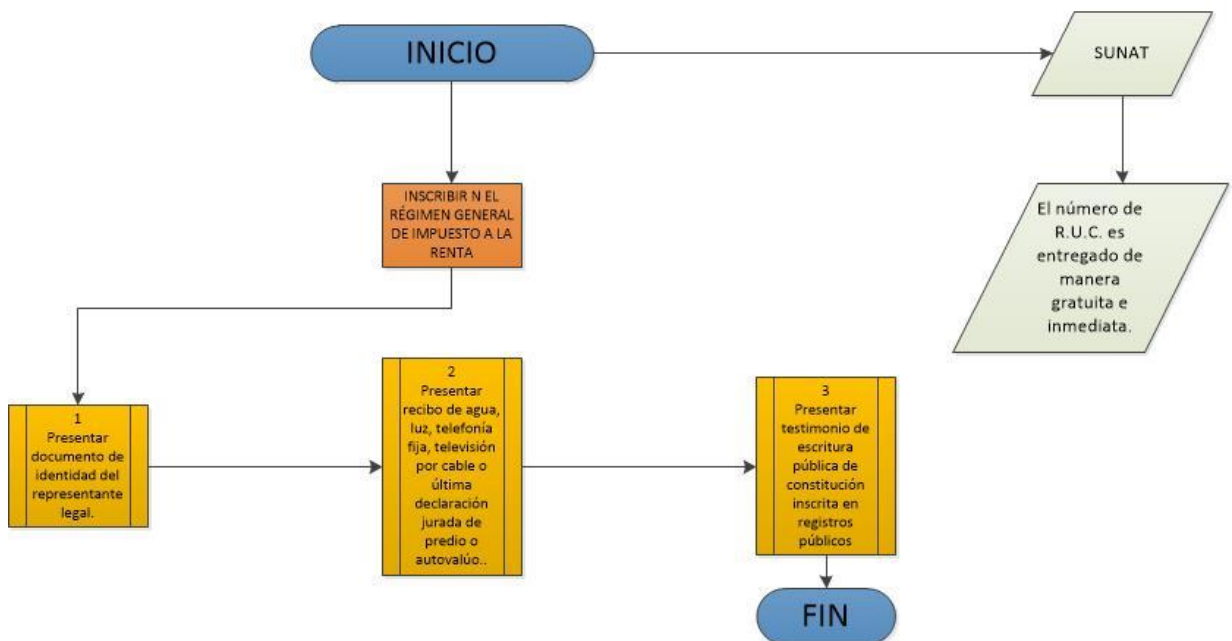 INICIO
SUNAT
INSCRIBIR N EL
RÉGIMEN GENERAL
DE IMPUESTO A LA
RENTA
El número de
R.U.C. es
entregado de
manera
gratuita e
inmediata.
1
Presentar
documento de
identidad del
representante
legal.
2
Presentar
recibo de agua,
luz, telefonía
fija, televisión
por cable o
última
declaración
jurada de
predio o
autovalúo..
3
Presentar
testimonio de
escritura
pública de
constitución
inscrita en
registros
públicos
FIN